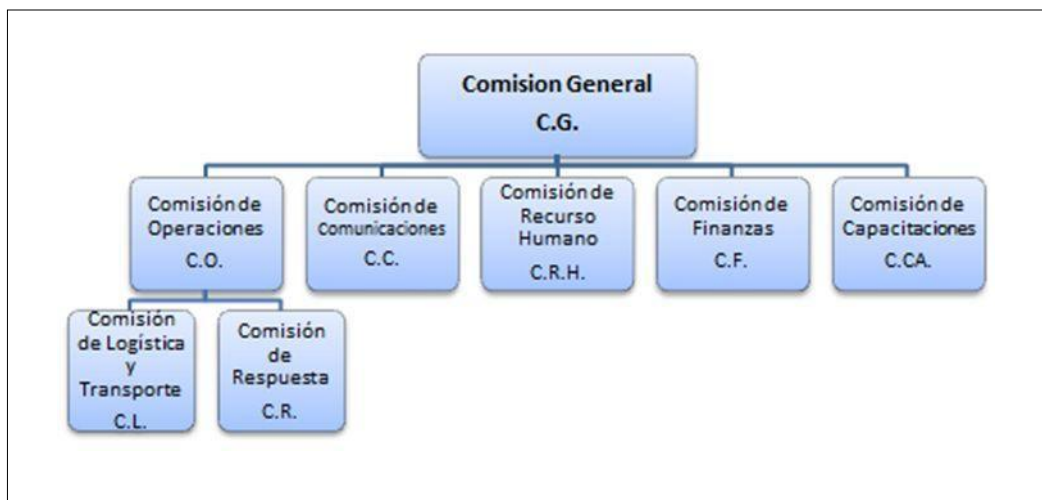 Comision General
C.G.
Comisión de
Operaciones
C.O.
Comisión de
Comunicaciones
C.C.
Comisión de
Recurso
Humano
C.R.H.
Comisión de
Finanzas
C.F.
Comisión de
Capacitaciones
C.CA.
Comisión
de Logística
y
Transporte
C.L.
Comisión
de
Respuesta
C.R.